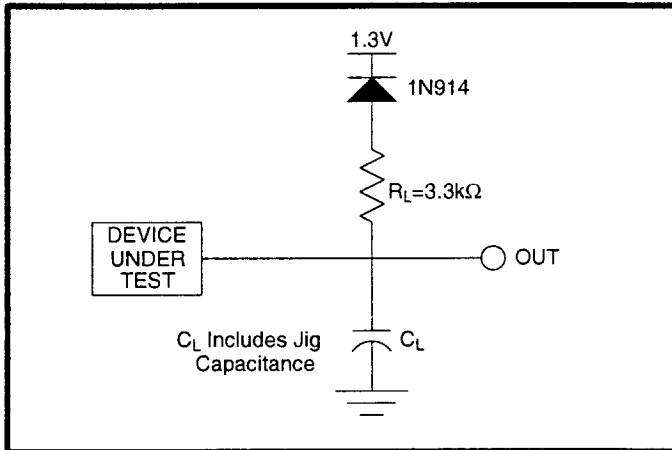 1.3V
1N914
R_L=3.3kΩ
DEVICE
UNDER
TEST
OUT
C_L Includes Jig
Capacitance
C_L